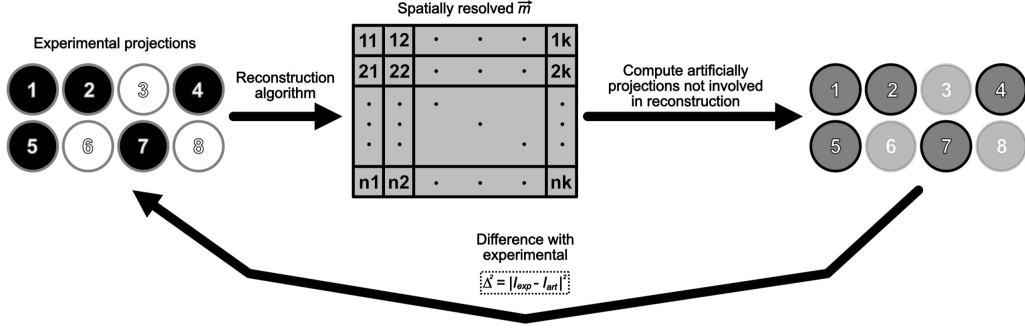 Experimental projections
1 2 3 4
5 6 7 8
Reconstruction
algorithm
Spatially resolved m⃗
11 12 · · · 1k
21 22 · · · 2k
· · ·
· · ·
· · ·
n1 n2 · · · nk
Compute artificially
projections not involved
in reconstruction
1 2 3 4
5 6 7 8
Difference with
experimental
Δ² = |I_exp - I_art|²